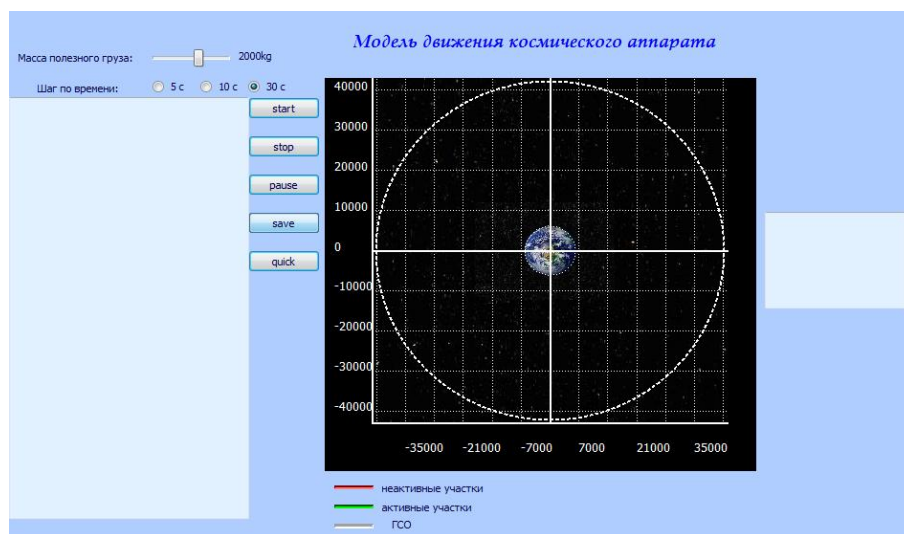 Модель движения космического аппарата
Масса полезного груза: 2000kg
Шаг по времени: 5 с 10 с 30 с
start
stop
pause
save
quick
40000
30000
20000
10000
0
-10000
-20000
-30000
-40000
-35000 -21000 -7000 7000 21000 35000
неактивные участки
активные участки
ГСО